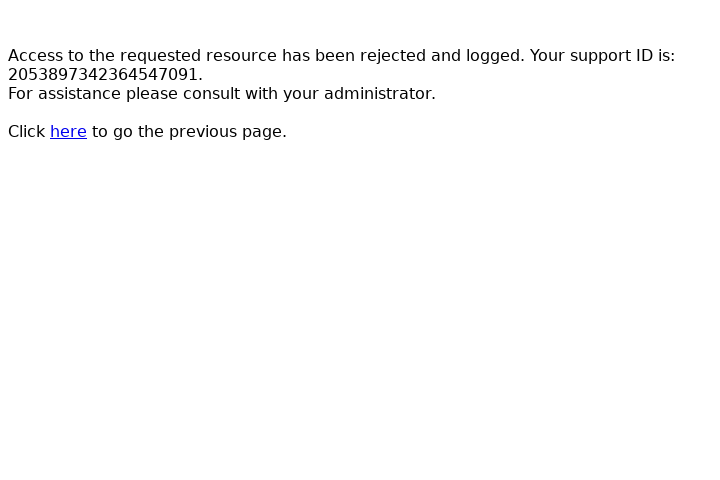 Access to the requested resource has been rejected and logged. Your support ID is:
2053897342364547091.
For assistance please consult with your administrator.
Click here to go the previous page.